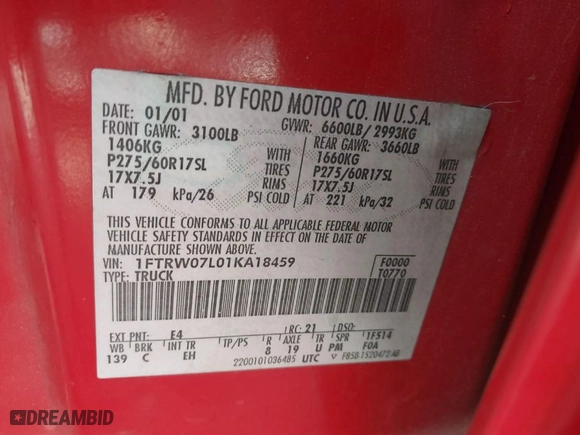 MFD. BY FORD MOTOR CO. IN U.S.A.
DATE: 01/01 GVWR: 6600LB/2993KG
FRONT GAWR: 3100LB REAR GAWR: 3660LB
1406KG WITH 1660KG WITH
P275/60R17SL TIRES P275/60R17SL TIRES
17X7.5J RIMS 17X7.5J RIMS
AT 179 kPa/26 PSI COLD AT 221 kPa/32 PSI COLD
THIS VEHICLE CONFORMS TO ALL APPLICABLE FEDERAL MOTOR
VEHICLE SAFETY STANDARDS IN EFFECT ON THE DATE OF
MANUFACTURE SHOWN ABOVE.
VIN: 1FTRW07L01KA18459 F0000
TYPE: TRUCK T0770
EXT PNT: E4 RC: 21 DSO:
WB BRK INT TR TP/PS R AXLE TR SPR 1F514
139 C EH 8 19 U PM F0A
2200101036485 UTC F85B-1520472-AB
DREAMBID